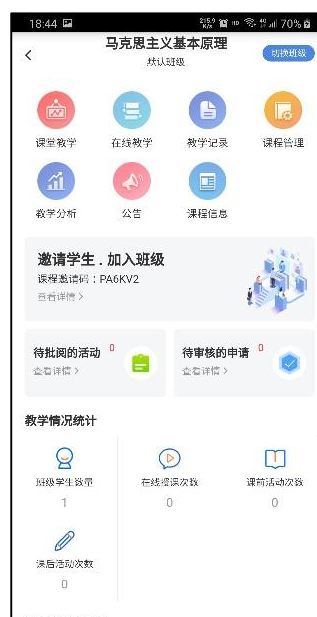 18:44 215.9 K/s HD 4G 70%
马克思主义基本原理
默认班级
切换班级
课堂教学 在线教学 教学记录 课程管理
教学分析 公告 课程信息
邀请学生 . 加入班级
课程邀请码：PA6KV2
查看详情 >
待批阅的活动 0 待审核的申请 0
查看详情 > 查看详情 >
教学情况统计
班级学生数量 在线授课次数 课前活动次数
1 0 0
课后活动次数
0